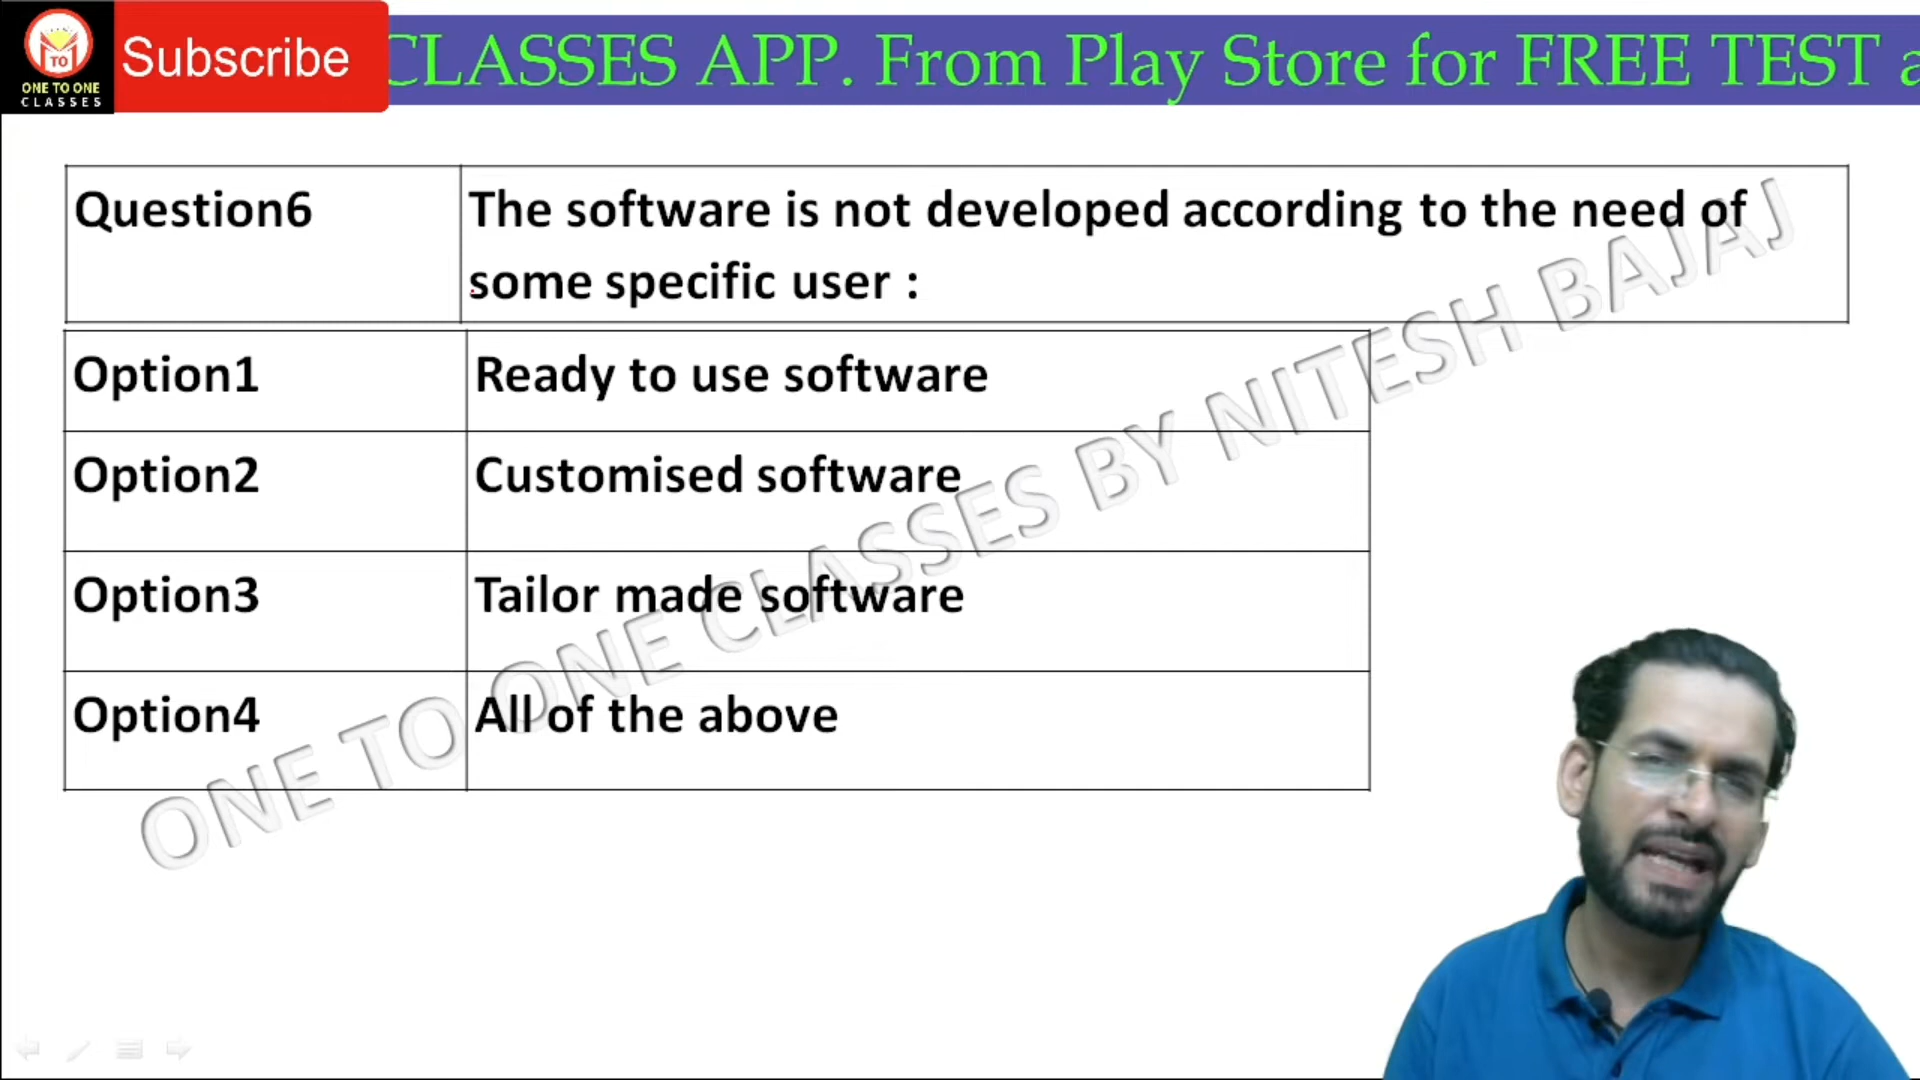 TO
ONE TO ONE
CLASSES
Subscribe
CLASSES APP. From Play Store for FREE TEST a
Question6
The software is not developed according to the need of
some specific user :
Option1
Ready to use software
Option2
Customised software
Option3
Tailor made software
Option4
All of the above
ONE TO ONE CLASSES BY NITESH BAJAJ